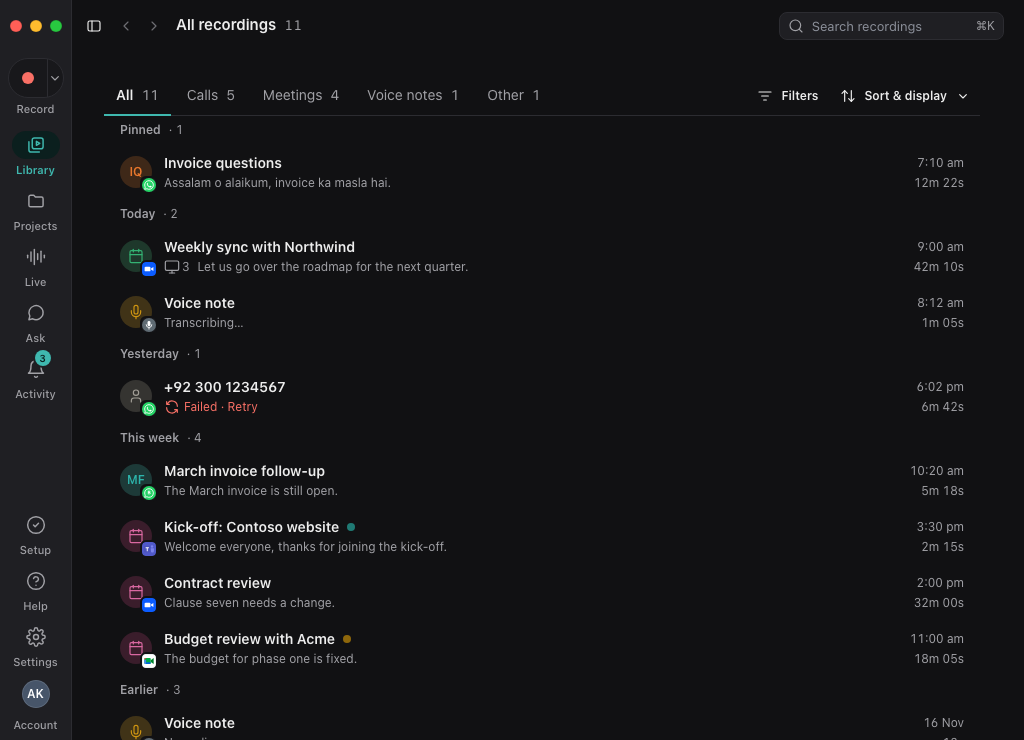 All recordings 11
Search recordings ⌘K
Record
Library
Projects
Live
Ask
3
Activity
Setup
Help
Settings
AK
Account
All 11 Calls 5 Meetings 4 Voice notes 1 Other 1
Filters Sort & display
Pinned · 1
IQ
Invoice questions 7:10 am
Assalam o alaikum, invoice ka masla hai. 12m 22s
Today · 2
Weekly sync with Northwind 9:00 am
3 Let us go over the roadmap for the next quarter. 42m 10s
Voice note 8:12 am
Transcribing... 1m 05s
Yesterday · 1
+92 300 1234567 6:02 pm
Failed · Retry 6m 42s
This week · 4
MF
March invoice follow-up 10:20 am
The March invoice is still open. 5m 18s
Kick-off: Contoso website 3:30 pm
Welcome everyone, thanks for joining the kick-off. 2m 15s
Contract review 2:00 pm
Clause seven needs a change. 32m 00s
Budget review with Acme 11:00 am
The budget for phase one is fixed. 18m 05s
Earlier · 3
Voice note 16 Nov